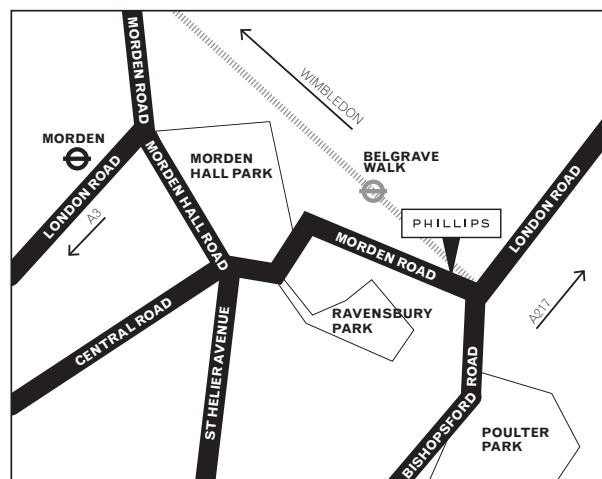 MORDEN ROAD
WIMBLEDON
MORDEN
LONDON ROAD
A3
MORDEN HALL ROAD
MORDEN
HALL PARK
BELGRAVE
WALK
PHILLIPS
LONDON ROAD
MORDEN ROAD
A217
RAVENSBURY
PARK
CENTRAL ROAD
ST HELIER AVENUE
BISHOPSFORD ROAD
POULTER
PARK